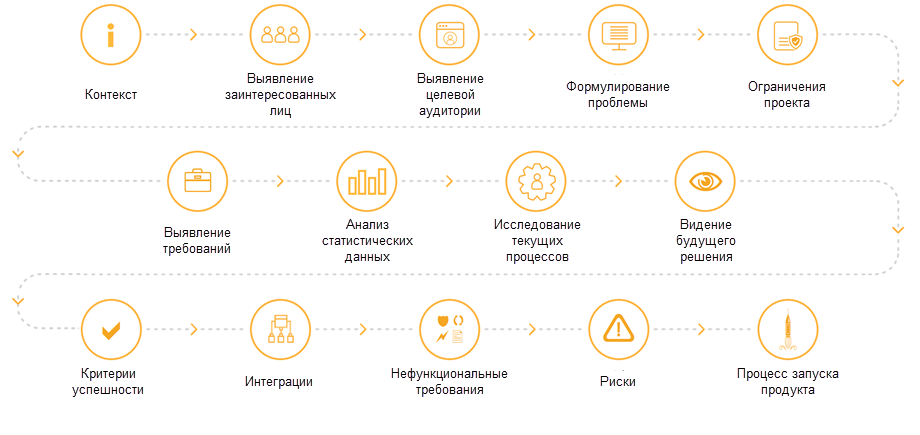 Контекст
Выявление
заинтересованных
лиц
Выявление
целевой
аудитории
Формулирование
проблемы
Ограничения
проекта
Выявление
требований
Анализ
статистических
данных
Исследование
текущих
процессов
Видение
будущего
решения
Критерии
успешности
Интеграции
Нефункциональные
требования
Риски
Процесс запуска
продукта